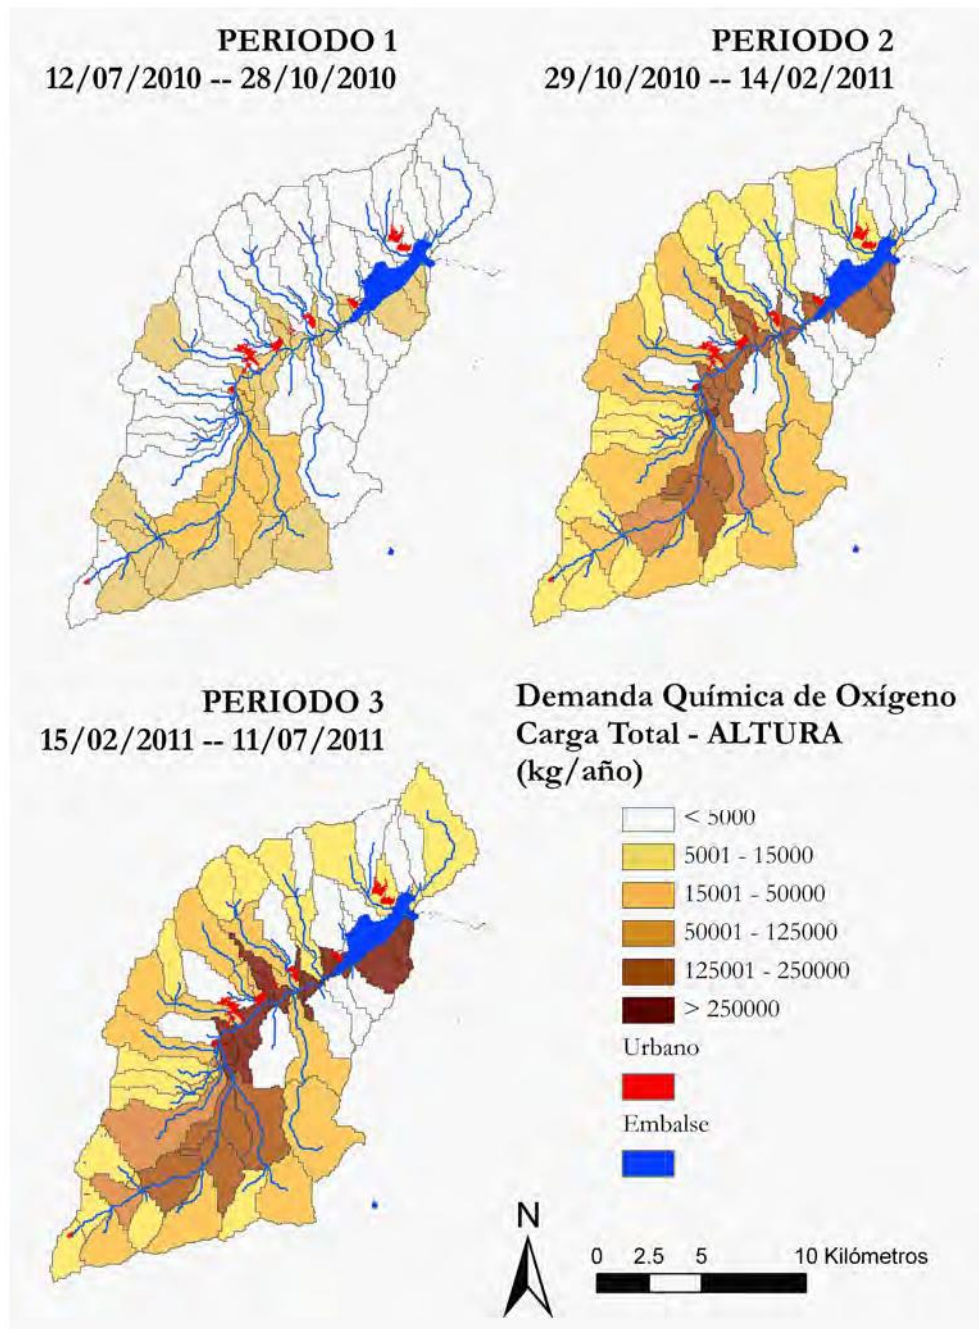 PERIODO 1
12/07/2010 -- 28/10/2010
PERIODO 2
29/10/2010 -- 14/02/2011
PERIODO 3
15/02/2011 -- 11/07/2011
Demanda Química de Oxígeno
Carga Total - ALTURA
(kg/año)
< 5000
5001 - 15000
15001 - 50000
50001 - 125000
125001 - 250000
> 250000
Urbano
Embalse
N
0 2.5 5 10 Kilómetros